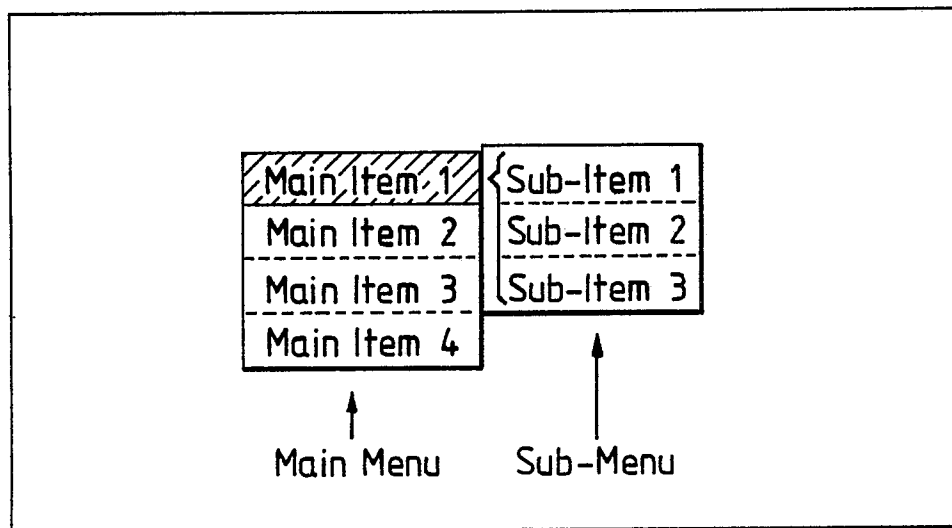 Main Item 1
Main Item 2
Main Item 3
Main Item 4
Sub-Item 1
Sub-Item 2
Sub-Item 3
Main Menu
Sub-Menu